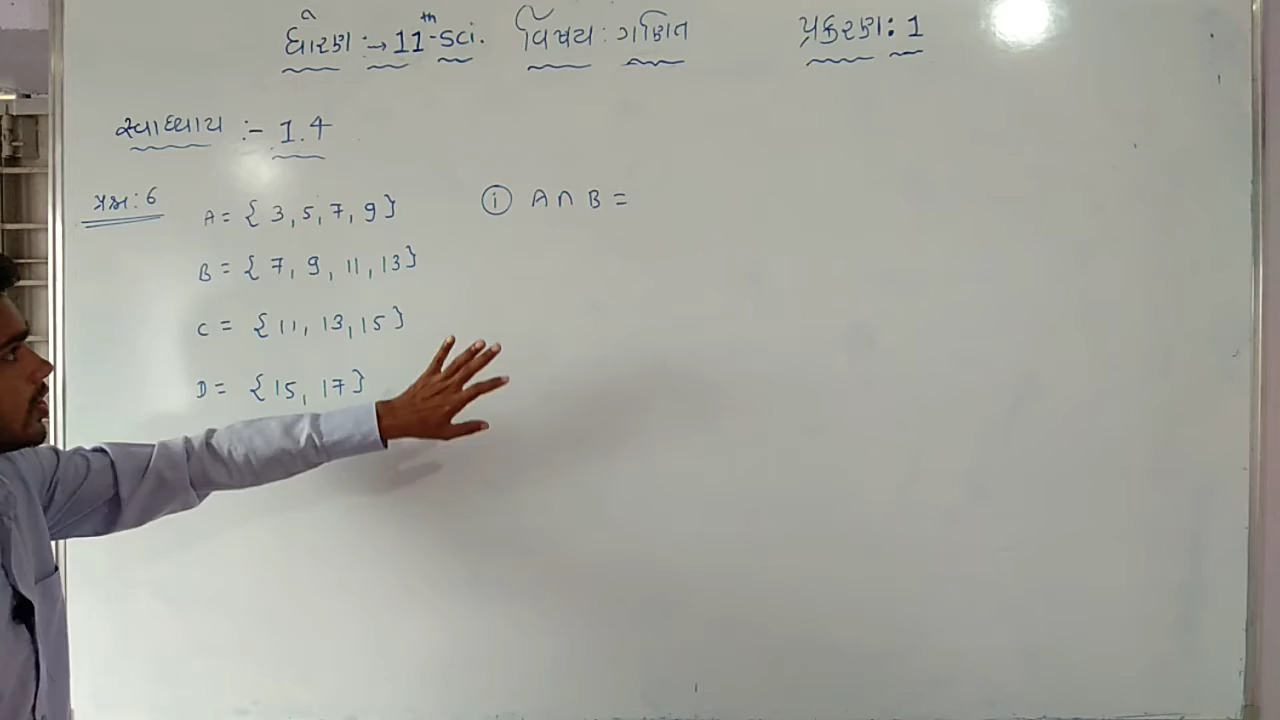 ધોરણ :→ 11th-Sci. વિષય : ગણિત પ્રકરણ : 1
સ્વાધ્યાય :- 1.4
પ્રશ્ન : 6
A = { 3, 5, 7, 9 }
B = { 7, 9, 11, 13 }
C = { 11, 13, 15 }
D = { 15, 17 }
(i) A ∩ B =